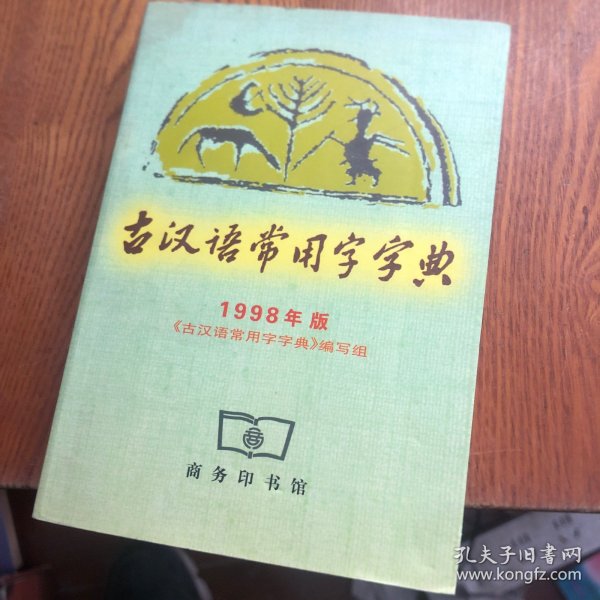 古汉语常用字字典
1998年版
《古汉语常用字字典》编写组
商务印书馆
孔夫子旧书网
www.kongfz.com